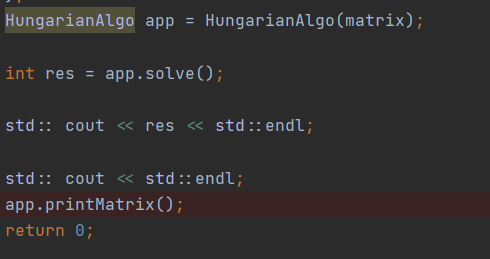 HungarianAlgo app = HungarianAlgo(matrix);
int res = app.solve();
std:: cout << res << std::endl;
std:: cout << std::endl;
app.printMatrix();
return 0;